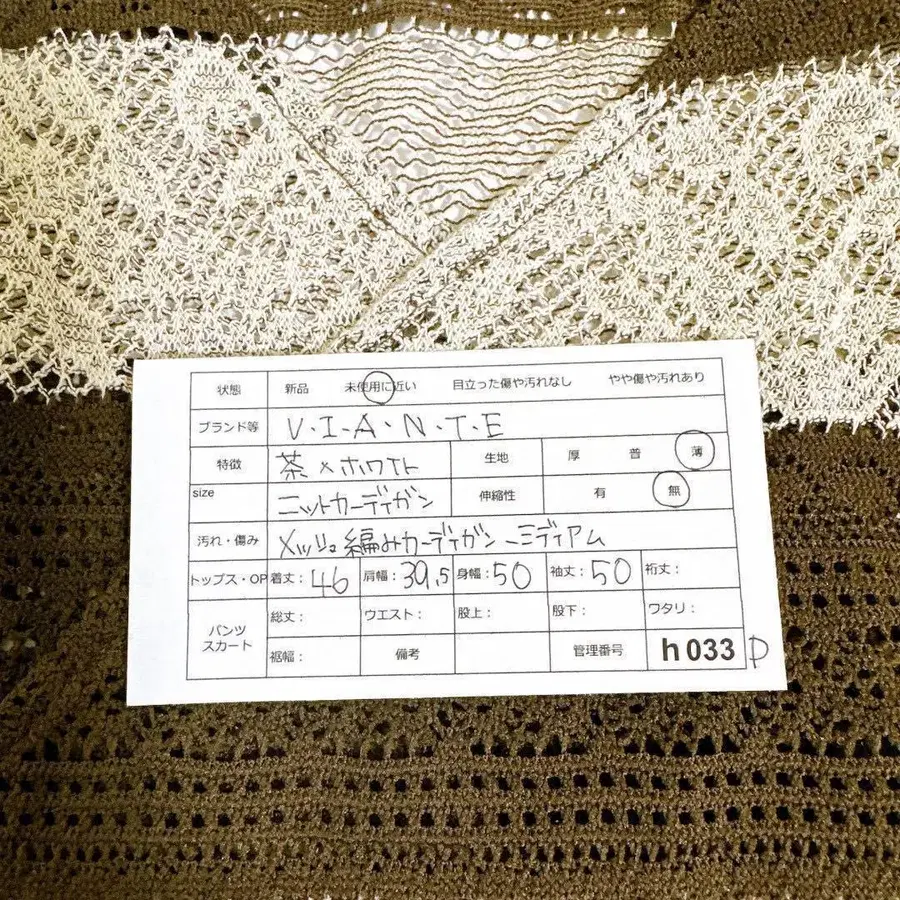 状態 新品 未使用に近い 目立った傷や汚れなし やや傷や汚れあり
ブランド等 V・I・A・N・T・E
特徴 茶×ホワイト 生地 厚 普 薄
size ニットカーディガン 伸縮性 有 無
汚れ・傷み メッシュ編みカーディガン ミディアム
トップス・OP 着丈: 46 肩幅: 39,5 身幅: 50 袖丈: 50 裄丈:
パンツ スカート 総丈: ウエスト: 股上: 股下: ワタリ:
裾幅: 備考 管理番号 h033 D